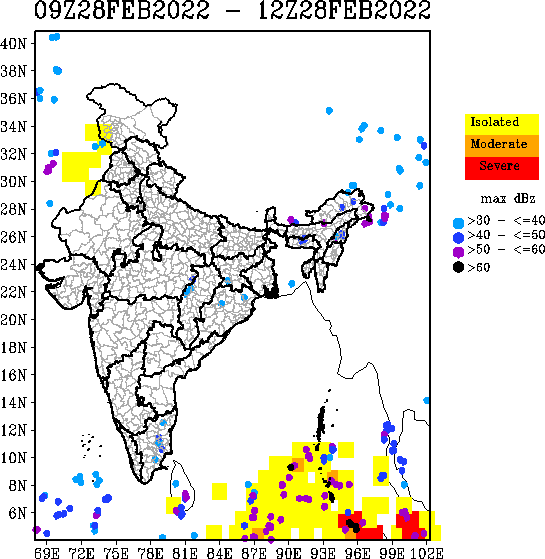 09Z28FEB2022 - 12Z28FEB2022
40N
38N
36N
34N
32N
30N
28N
26N
24N
22N
20N
18N
16N
14N
12N
10N
8N
6N
69E 72E 75E 78E 81E 84E 87E 90E 93E 96E 99E 102E
Isolated
Moderate
Severe
max dBz
>30 - <=40
>40 - <=50
>50 - <=60
>60